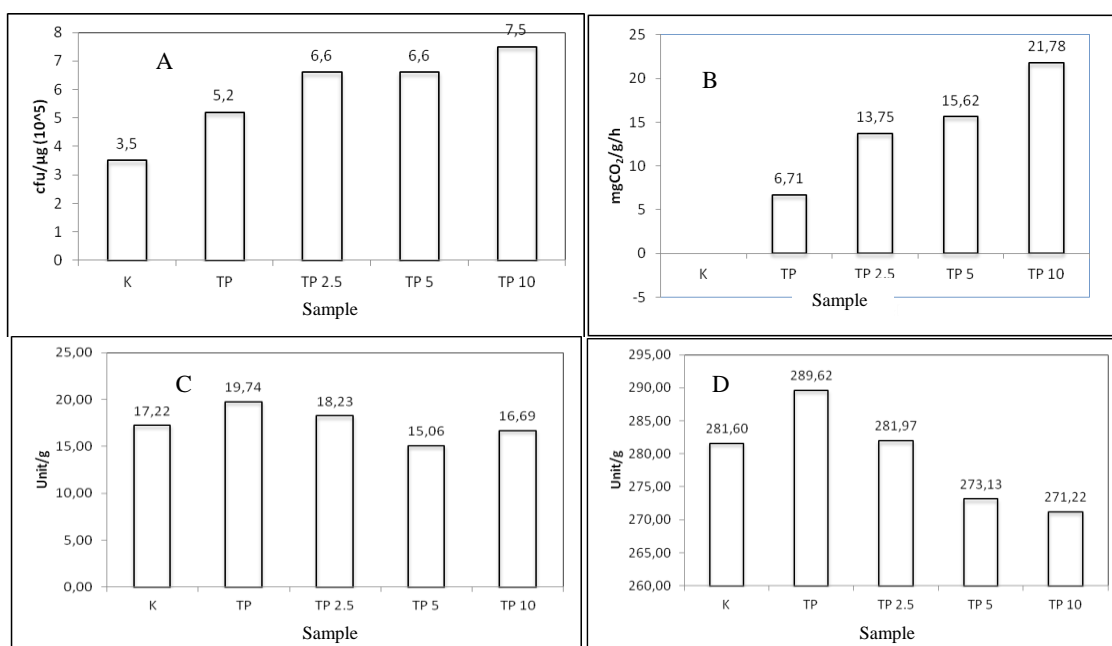 A
cfu/µg (10^5)
8
7
6
5
4
3
2
1
0
3,5
5,2
6,6
6,6
7,5
K
TP
TP 2.5
TP 5
TP 10
Sample
B
mgCO₂/g/h
25
20
15
10
5
0
-5
6,71
13,75
15,62
21,78
K
TP
TP 2.5
TP 5
TP 10
Sample
C
Unit/g
25,00
20,00
15,00
10,00
5,00
0,00
17,22
19,74
18,23
15,06
16,69
K
TP
TP 2.5
TP 5
TP 10
Sample
D
Unit/g
295,00
290,00
285,00
280,00
275,00
270,00
265,00
260,00
281,60
289,62
281,97
273,13
271,22
K
TP
TP 2.5
TP 5
TP 10
Sample